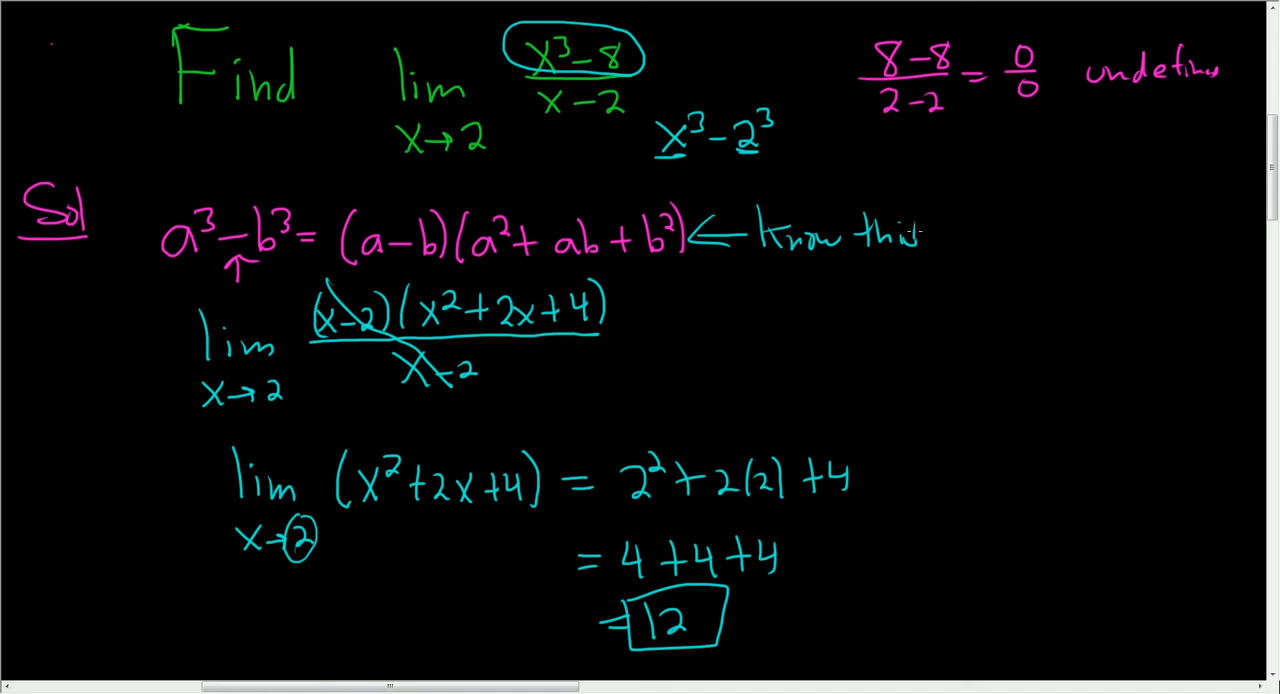 Find lim x→2 (x³-8)/(x-2)
(8-8)/(2-2) = 0/0 undefined
x³-2³
Sol
a³-b³=(a-b)(a²+ab+b²) ← Know this
lim x→2 ((x-2)(x²+2x+4))/(x-2)
lim x→2 (x²+2x+4) = 2²+2(2)+4
= 4+4+4
= 12